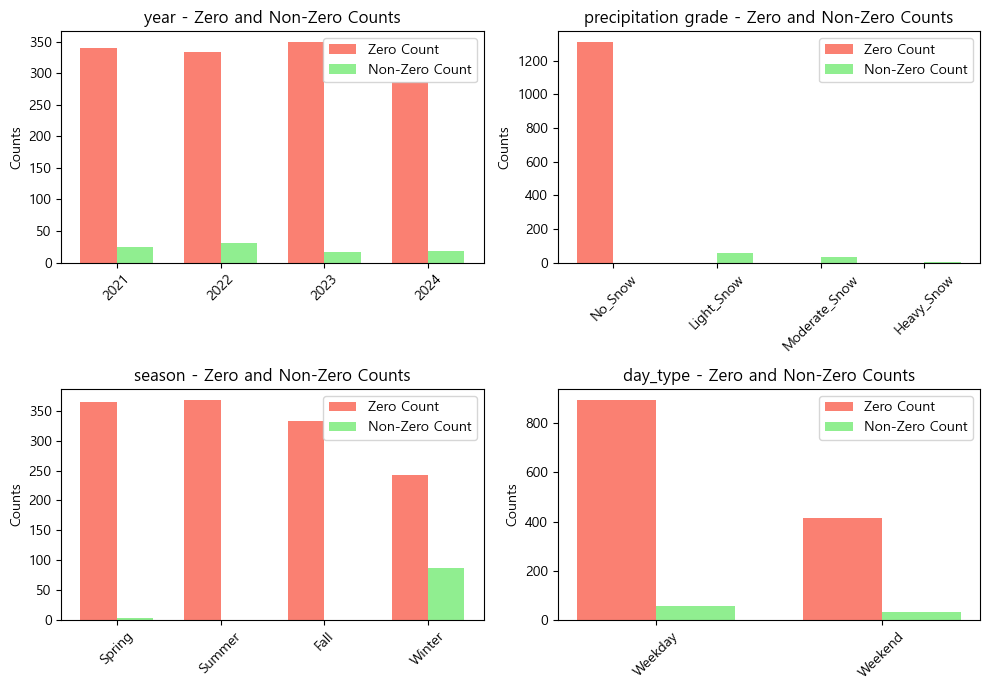 year - Zero and Non-Zero Counts
Counts
350
300
250
200
150
100
50
0
Zero Count
Non-Zero Count
2021
2022
2023
2024
precipitation grade - Zero and Non-Zero Counts
Counts
1200
1000
800
600
400
200
0
Zero Count
Non-Zero Count
No_Snow
Light_Snow
Moderate_Snow
Heavy_Snow
season - Zero and Non-Zero Counts
Counts
350
300
250
200
150
100
50
0
Zero Count
Non-Zero Count
Spring
Summer
Fall
Winter
day_type - Zero and Non-Zero Counts
Counts
800
600
400
200
0
Zero Count
Non-Zero Count
Weekday
Weekend